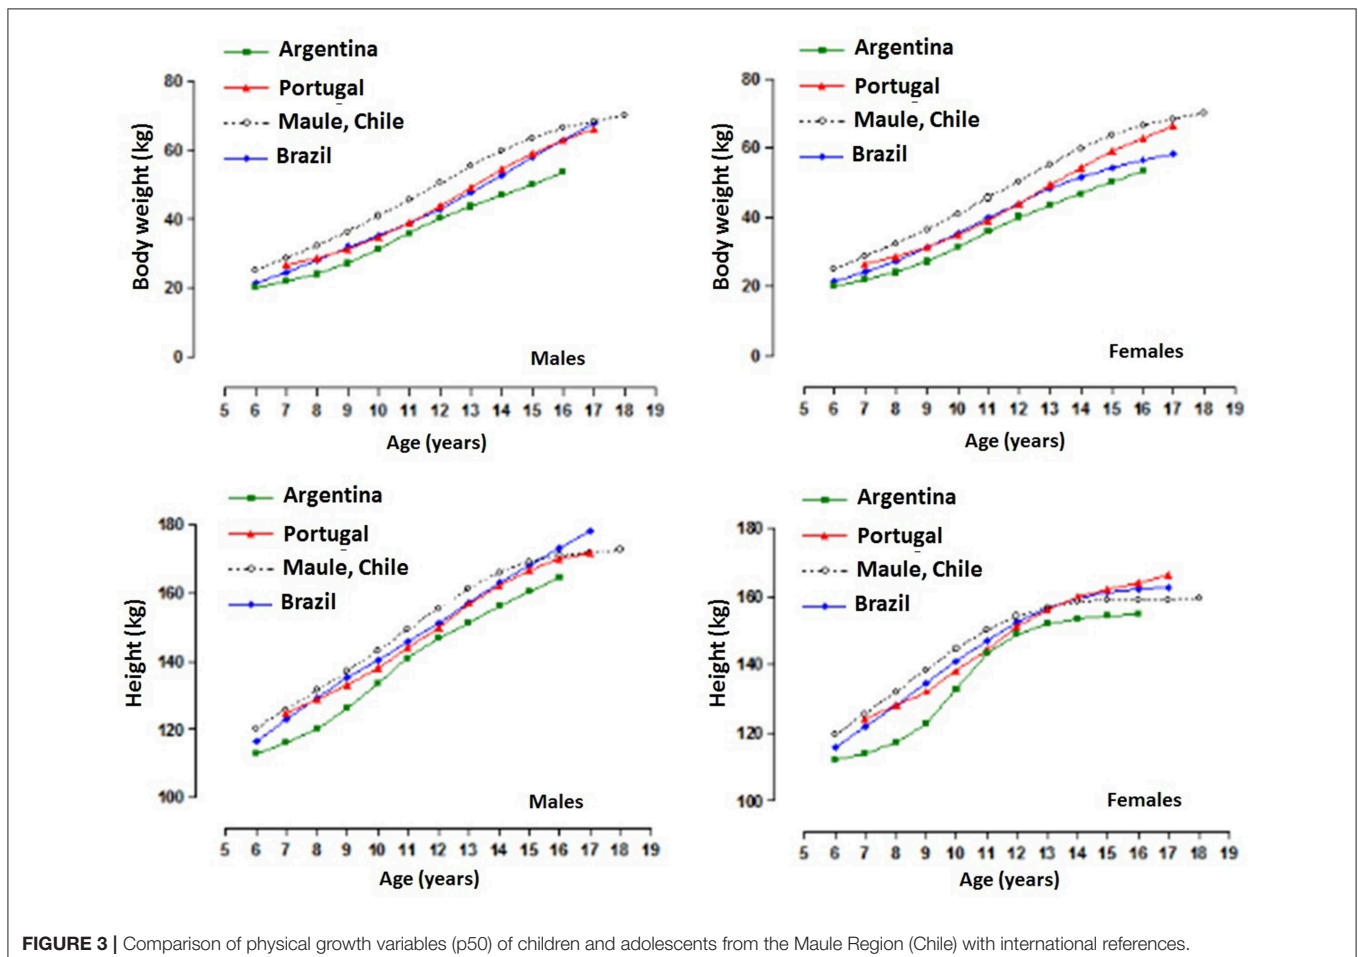 Argentina
Portugal
Maule, Chile
Brazil
Body weight (kg)
80
60
40
20
0
Males
5 6 7 8 9 10 11 12 13 14 15 16 17 18 19
Age (years)
Argentina
Portugal
Maule, Chile
Brazil
Body weight (kg)
80
60
40
20
0
Females
5 6 7 8 9 10 11 12 13 14 15 16 17 18 19
Age (years)
Argentina
Portugal
Maule, Chile
Brazil
Height (kg)
180
160
140
120
100
Males
5 6 7 8 9 10 11 12 13 14 15 16 17 18 19
Age (years)
Argentina
Portugal
Maule, Chile
Brazil
Height (kg)
180
160
140
120
100
Females
5 6 7 8 9 10 11 12 13 14 15 16 17 18 19
Age (years)
FIGURE 3 | Comparison of physical growth variables (p50) of children and adolescents from the Maule Region (Chile) with international references.